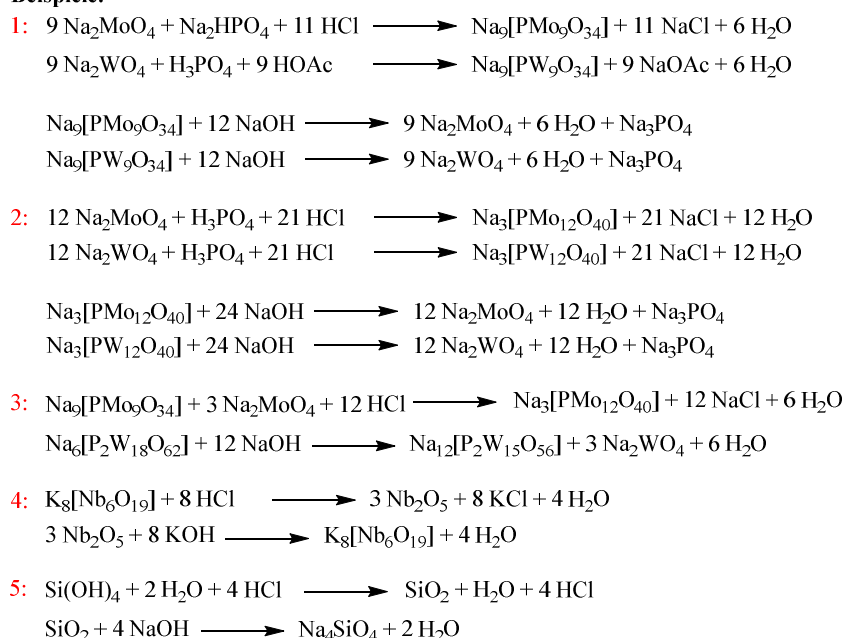 Beispiele:
1: 9 Na₂MoO₄ + Na₂HPO₄ + 11 HCl ⟶ Na₉[PMo₉O₃₄] + 11 NaCl + 6 H₂O
9 Na₂WO₄ + H₃PO₄ + 9 HOAc ⟶ Na₉[PW₉O₃₄] + 9 NaOAc + 6 H₂O
Na₉[PMo₉O₃₄] + 12 NaOH ⟶ 9 Na₂MoO₄ + 6 H₂O + Na₃PO₄
Na₉[PW₉O₃₄] + 12 NaOH ⟶ 9 Na₂WO₄ + 6 H₂O + Na₃PO₄
2: 12 Na₂MoO₄ + H₃PO₄ + 21 HCl ⟶ Na₃[PMo₁₂O₄₀] + 21 NaCl + 12 H₂O
12 Na₂WO₄ + H₃PO₄ + 21 HCl ⟶ Na₃[PW₁₂O₄₀] + 21 NaCl + 12 H₂O
Na₃[PMo₁₂O₄₀] + 24 NaOH ⟶ 12 Na₂MoO₄ + 12 H₂O + Na₃PO₄
Na₃[PW₁₂O₄₀] + 24 NaOH ⟶ 12 Na₂WO₄ + 12 H₂O + Na₃PO₄
3: Na₉[PMo₉O₃₄] + 3 Na₂MoO₄ + 12 HCl ⟶ Na₃[PMo₁₂O₄₀] + 12 NaCl + 6 H₂O
Na₆[P₂W₁₈O₆₂] + 12 NaOH ⟶ Na₁₂[P₂W₁₅O₅₆] + 3 Na₂WO₄ + 6 H₂O
4: K₈[Nb₆O₁₉] + 8 HCl ⟶ 3 Nb₂O₅ + 8 KCl + 4 H₂O
3 Nb₂O₅ + 8 KOH ⟶ K₈[Nb₆O₁₉] + 4 H₂O
5: Si(OH)₄ + 2 H₂O + 4 HCl ⟶ SiO₂ + H₂O + 4 HCl
SiO₂ + 4 NaOH ⟶ Na₄SiO₄ + 2 H₂O